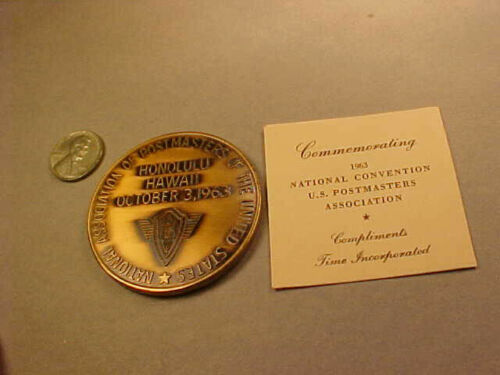 NATIONAL ASSOCIATION OF POSTMASTERS OF THE UNITED STATES
HONOLULU
HAWAII
OCTOBER 3, 1963
Commemorating
1963
NATIONAL CONVENTION
U.S. POSTMASTERS
ASSOCIATION
Compliments
Time Incorporated